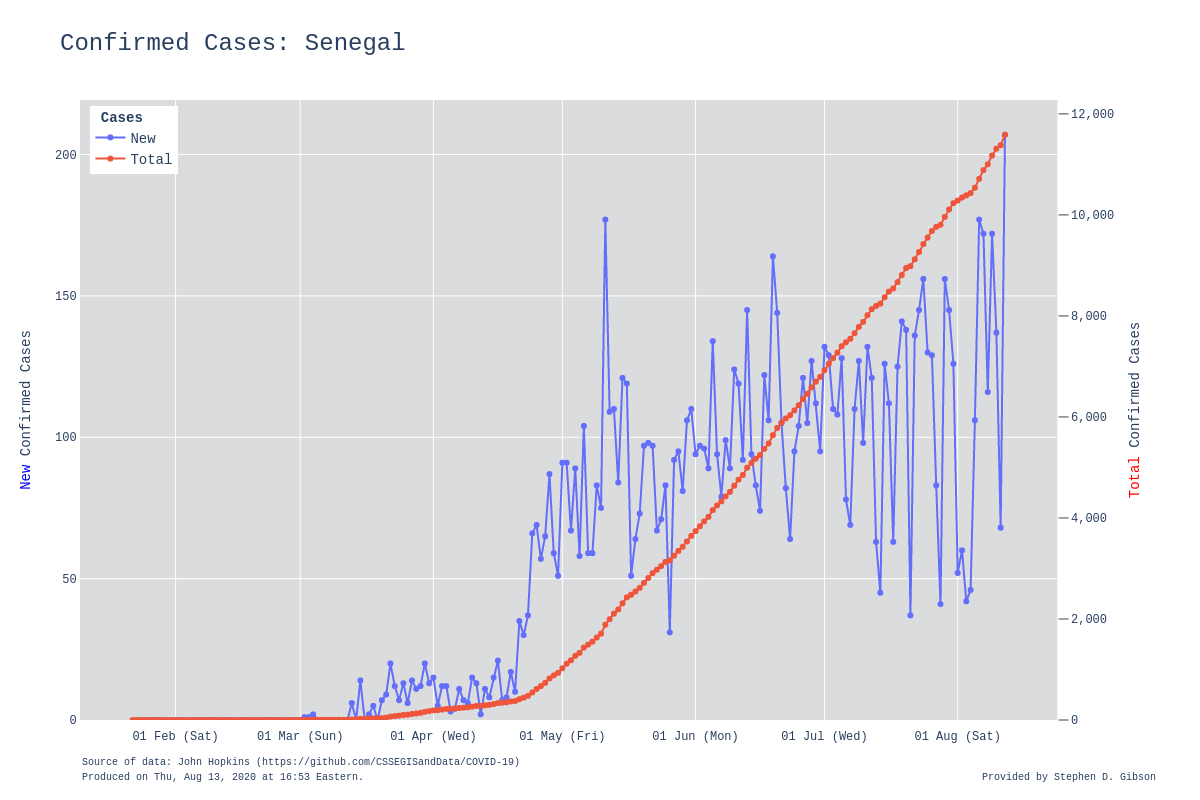 Confirmed Cases: Senegal
Cases
New
Total
200
150
100
50
0
12,000
10,000
8,000
6,000
4,000
2,000
0
New Confirmed Cases
Total Confirmed Cases
01 Feb (Sat)
01 Mar (Sun)
01 Apr (Wed)
01 May (Fri)
01 Jun (Mon)
01 Jul (Wed)
01 Aug (Sat)
Source of data: John Hopkins (https://github.com/CSSEGISandData/COVID-19)
Produced on Thu, Aug 13, 2020 at 16:53 Eastern.
Provided by Stephen D. Gibson